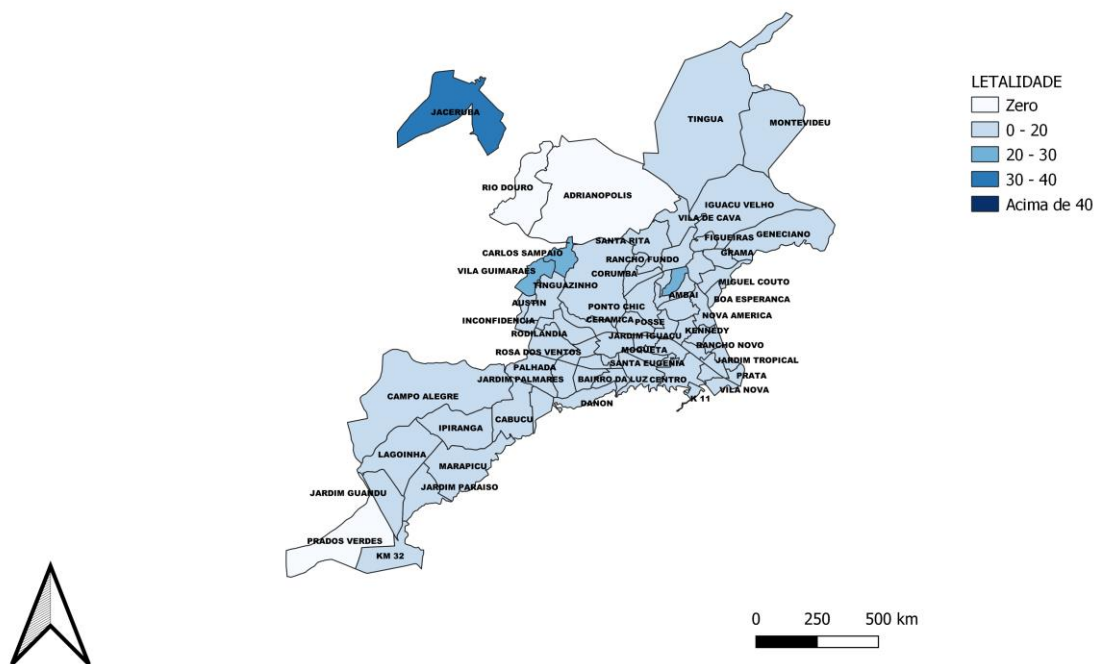 LETALIDADE
Zero
0 - 20
20 - 30
30 - 40
Acima de 40
JACERUBA
TINGUA
MONTEVIDEU
RIO DOURO
ADRIANOPOLIS
IGUACU VELHO
VILA DE CAVA
FIGUEIRAS
GENECIANO
SANTA RITA
CARLOS SAMPAIO
RANCHO FUNDO
GRAMA
VILA GUIMARAES
CORUMBA
TINGUAZINHO
MIGUEL COUTO
AMBAI
BOA ESPERANCA
AUSTIN
PONTO CHIC
NOVA AMERICA
INCONFIDENCIA
CERAMICA
POSSE
KENNEDY
RODILANDIA
JARDIM IGUACU
RANCHO NOVO
ROSA DOS VENTOS
MOQUETA
JARDIM TROPICAL
SANTA EUGENIA
PALHADA
PRATA
JARDIM PALMARES
BAIRRO DA LUZ
CENTRO
VILA NOVA
CAMPO ALEGRE
DANON
K 11
CABUCU
IPIRANGA
LAGOINHA
MARAPICU
JARDIM PARAISO
JARDIM GUANDU
PRADOS VERDES
KM 32
0 250 500 km